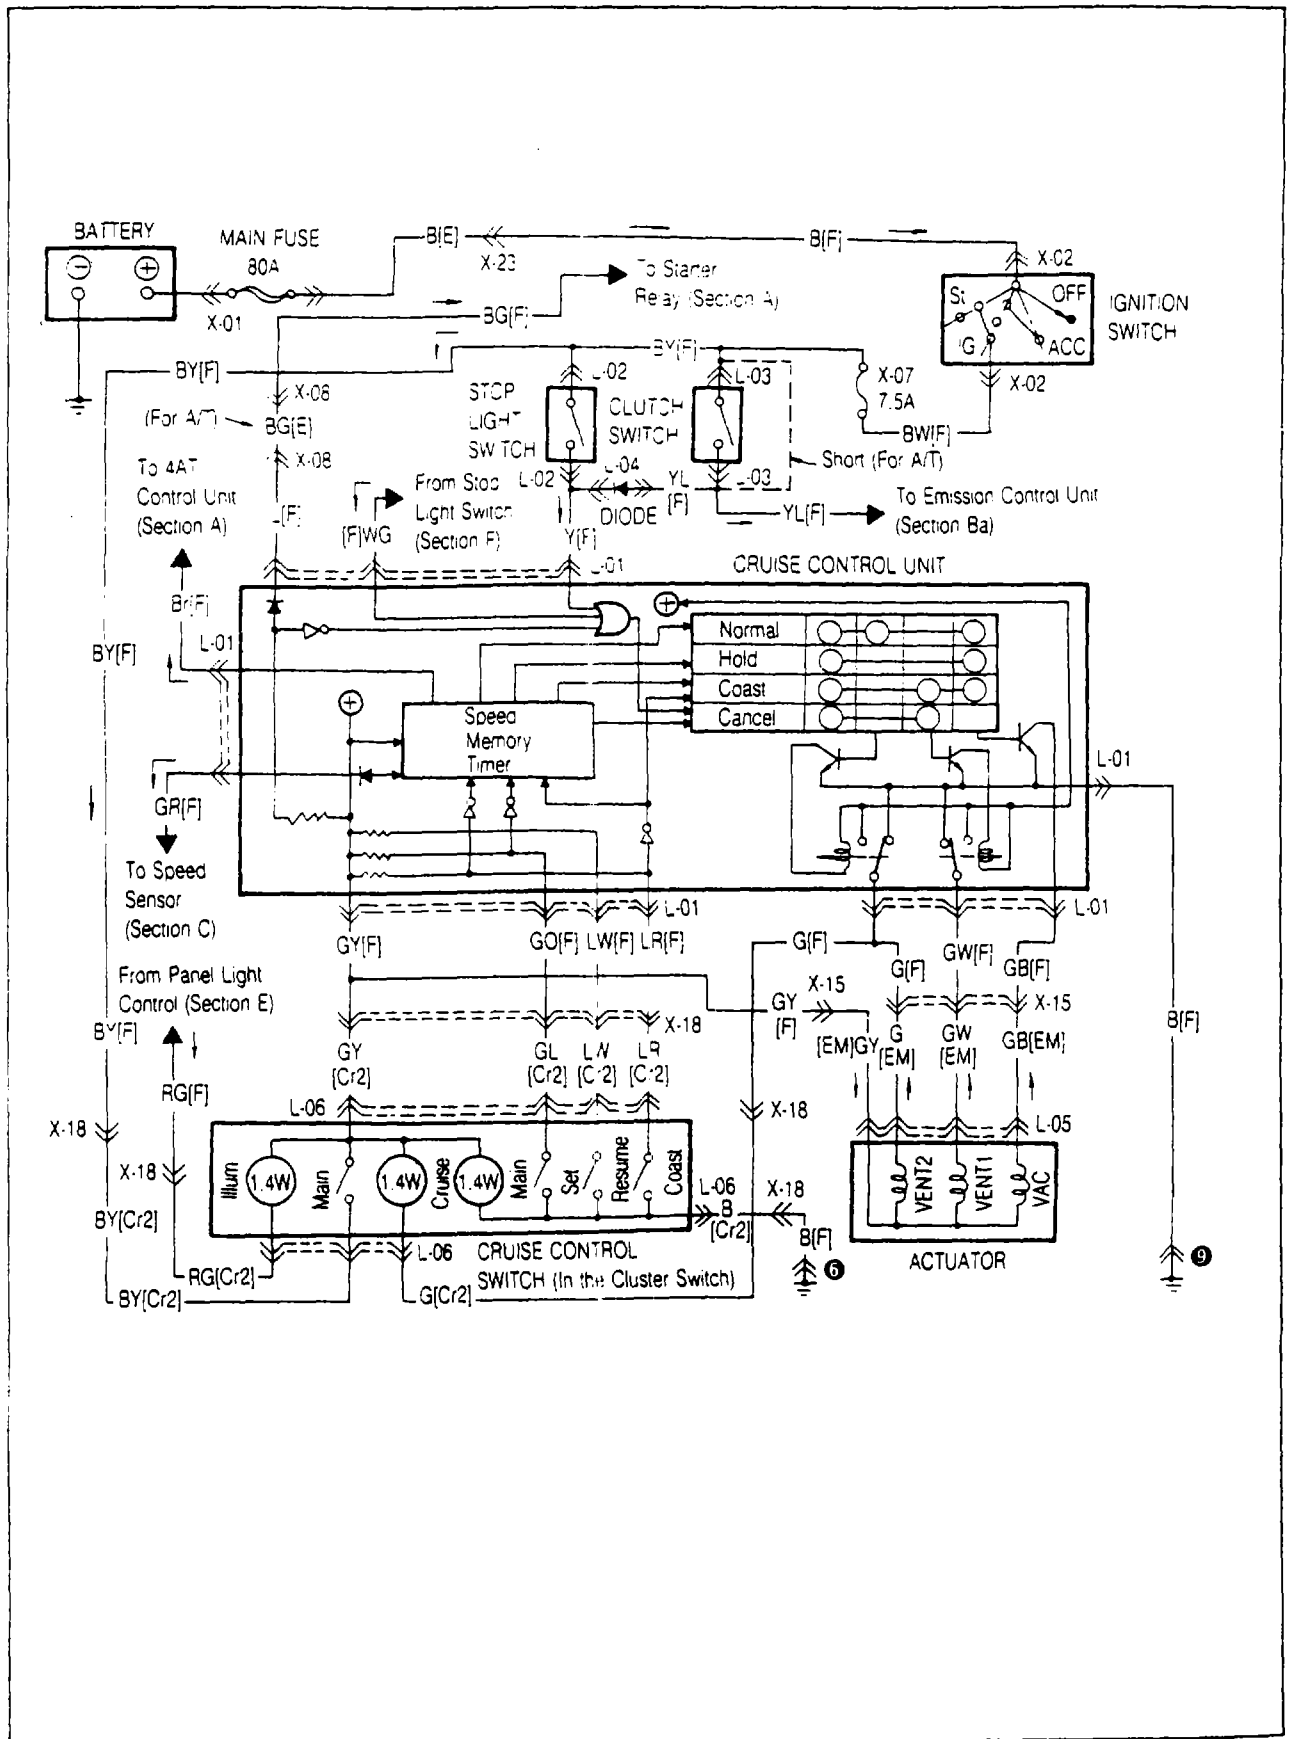 BATTERY
MAIN FUSE
80A
X-01
B[E]
X-23
B[F]
X-02
St
OFF
ACC
IGNITION
SWITCH
X-02
To Starter
Relay (Section A)
BG[F]
BY[F]
BY[F]
X-08
(For A/T)
BG[E]
X-08
STOP
LIGHT
SWITCH
L-02
L-02
CLUTCH
SWITCH
L-03
L-03
X-07
7.5A
BW[F]
Short (For A/T)
L-04
DIODE
YL
[F]
YL[F]
To Emission Control Unit
(Section Ba)
To 4AT
Control Unit
(Section A)
From Stop
Light Switch
(Section F)
[F]WG
Y[F]
L-01
CRUISE CONTROL UNIT
Br[F]
L-01
BY[F]
Normal
Hold
Coast
Cancel
Speed
Memory
Timer
L-01
GR[F]
To Speed
Sensor
(Section C)
L-01
L-01
GY[F]
GO[F]
LW[F]
LR[F]
G[F]
G[F]
GW[F]
GB[F]
From Panel Light
Control (Section E)
BY[F]
RG[F]
GY
[F]
X-15
X-15
X-18
B[F]
GY
[Cr2]
GL
[Cr2]
LW
[Cr2]
LR
[Cr2]
[EM]GY
G
[EM]
GW
[EM]
GB[EM]
L-06
X-18
L-05
X-18
X-18
Illum
1.4W
Main
1.4W
Cruise
1.4W
Main
Set
Resume
Coast
L-06
B
[Cr2]
X-18
B[F]
6
VENT2
VENT1
VAC
ACTUATOR
9
BY[Cr2]
RG[Cr2]
L-06
CRUISE CONTROL
SWITCH (In the Cluster Switch)
BY[Cr2]
G[Cr2]